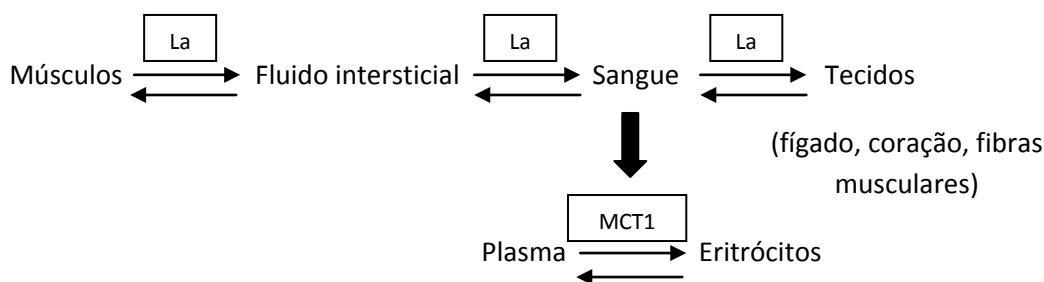 La La La
Músculos Fluido intersticial Sangue Tecidos
(fígado, coração, fibras
musculares)
MCT1
Plasma Eritrócitos